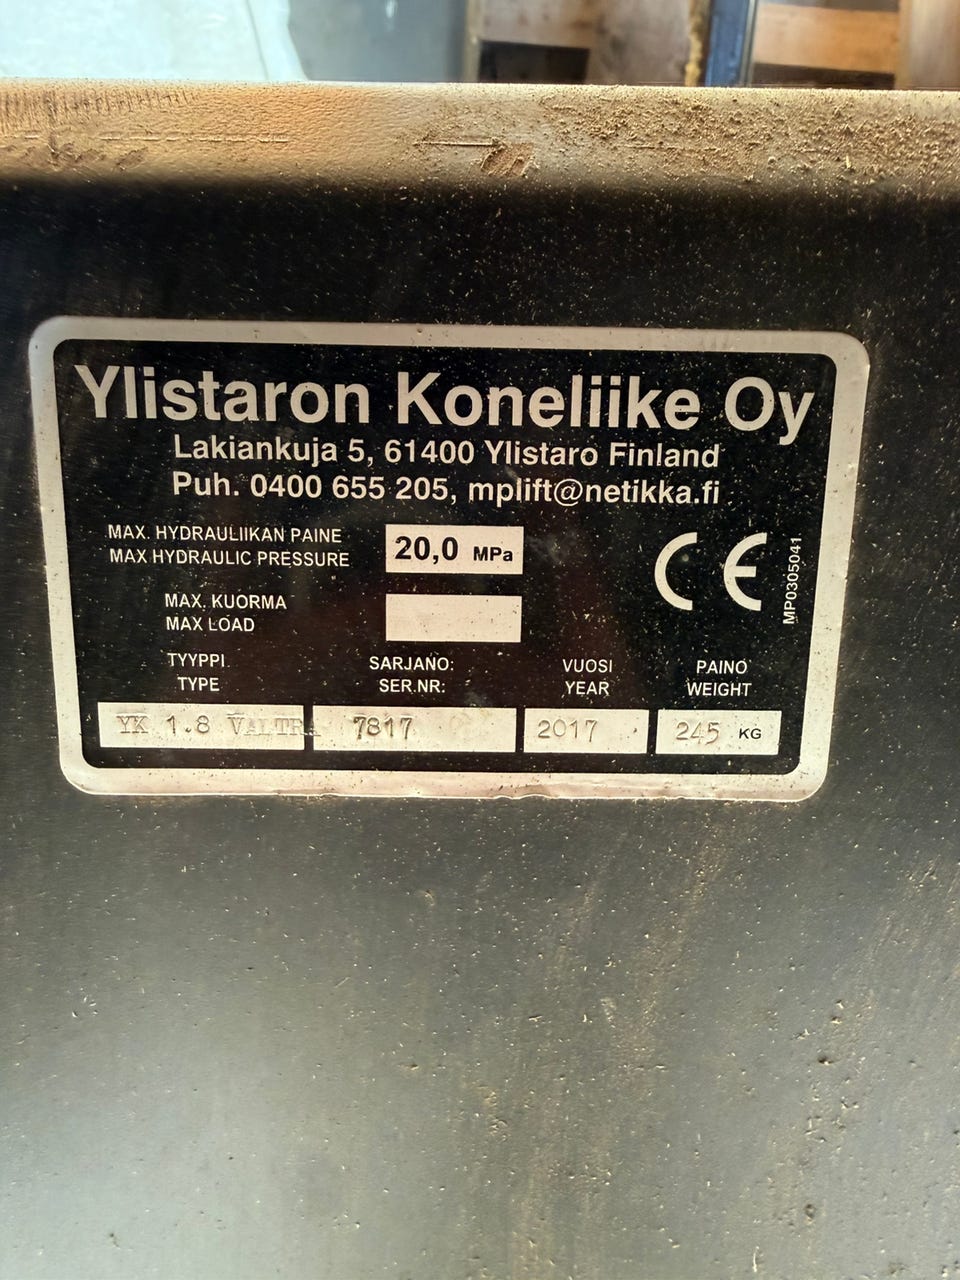 Ylistaron Koneliike Oy
Lakiankuja 5, 61400 Ylistaro Finland
Puh. 0400 655 205, mplift@netikka.fi
MAX. HYDRAULIIKAN PAINE
MAX HYDRAULIC PRESSURE
20,0 MPa
CE
MP0305041
MAX. KUORMA
MAX LOAD
TYYPPI
TYPE
SARJANO:
SER.NR:
VUOSI
YEAR
PAINO
WEIGHT
YK 1.8 VALTRA
7817
2017
245 KG